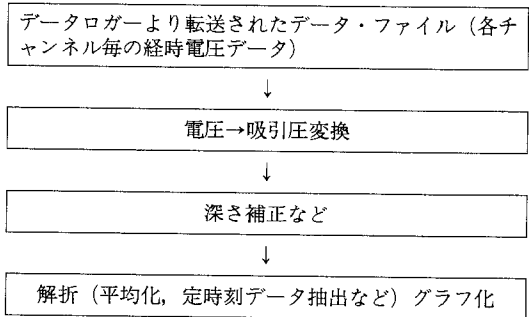 データロガーより転送されたデータ・ファイル（各チ
ャンネル毎の経時電圧データ）
↓
電圧→吸引圧変換
↓
深さ補正など
↓
解折（平均化，定時刻データ抽出など）グラフ化